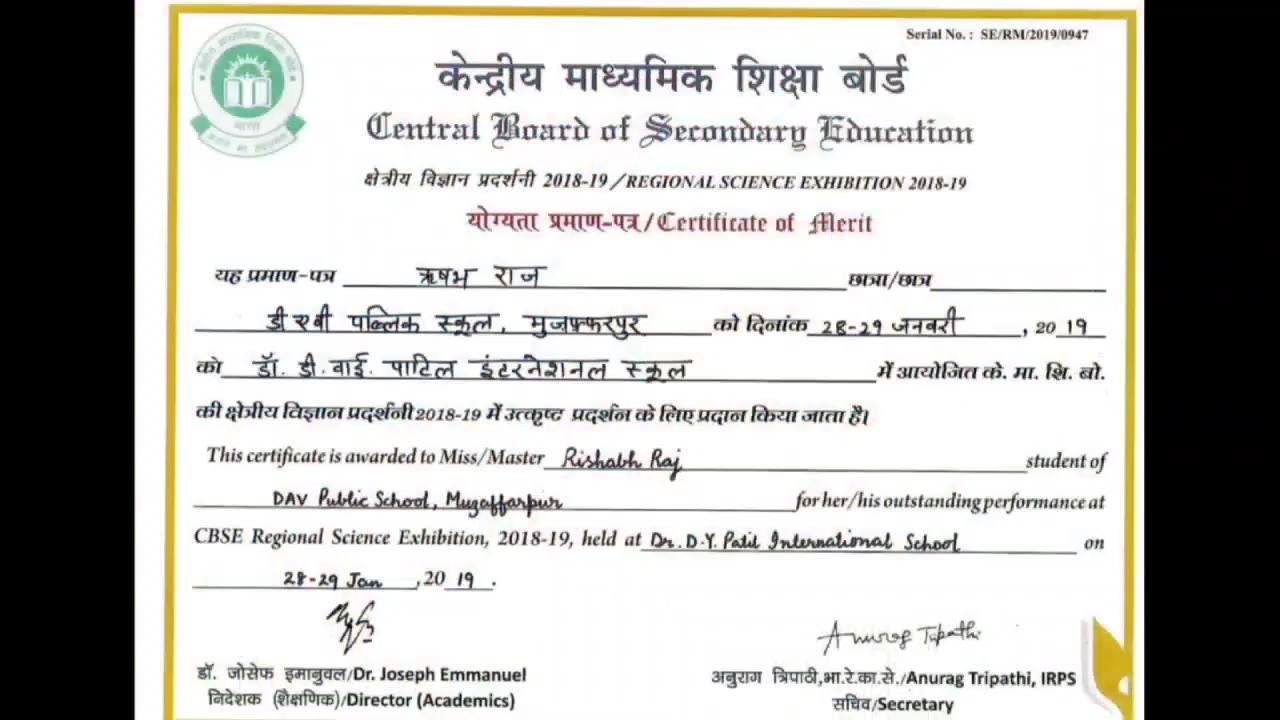 Serial No. : SE/RM/2019/0947
केन्द्रीय माध्यमिक शिक्षा बोर्ड
Central Board of Secondary Education
क्षेत्रीय विज्ञान प्रदर्शनी 2018-19/REGIONAL SCIENCE EXHIBITION 2018-19
योग्यता प्रमाण-पत्र/Certificate of Merit
यह प्रमाण-पत्र ऋषभ राज छात्रा/छात्र
डी ए वी पब्लिक स्कूल, मुजफ्फरपुर को दिनांक 28-29 जनवरी, 2019
को डॉ. डी. वाई. पाटिल इंटरनेशनल स्कूल में आयोजित के. मा. शि. बो.
की क्षेत्रीय विज्ञान प्रदर्शनी 2018-19 में उत्कृष्ट प्रदर्शन के लिए प्रदान किया जाता है।
This certificate is awarded to Miss/Master Rishabh Raj student of
DAV Public School, Muzaffarpur for her/his outstanding performance at
CBSE Regional Science Exhibition, 2018-19, held at Dr. D.Y. Patil International School on
28-29 Jan, 2019.
Anurag Tripathi
डॉ. जोसेफ इमानुवल/Dr. Joseph Emmanuel
निदेशक (शैक्षणिक)/Director (Academics)
अनुराग त्रिपाठी,भा.रे.का.से./Anurag Tripathi, IRPS
सचिव/Secretary